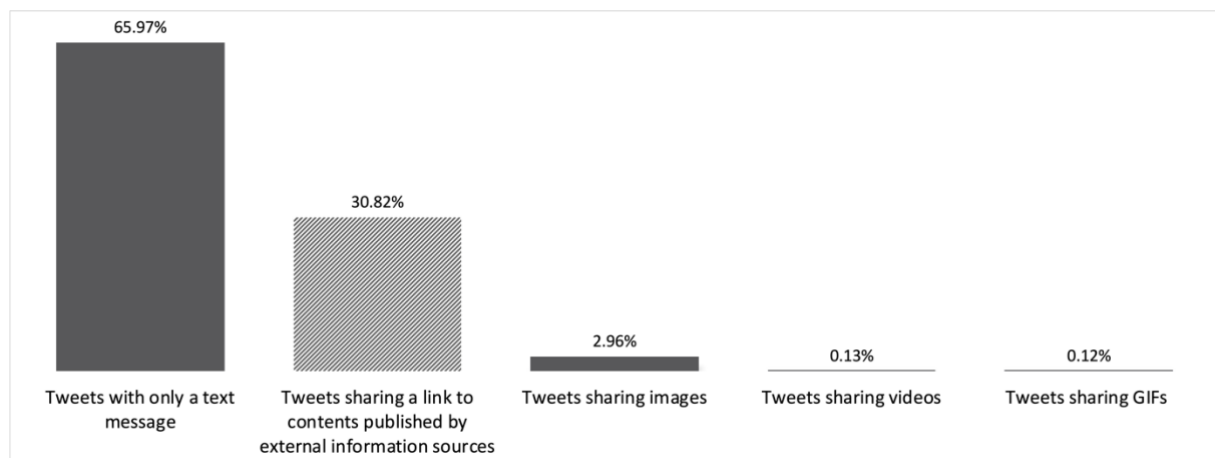 65.97%
30.82%
2.96%
0.13%
0.12%
Tweets with only a text
message
Tweets sharing a link to
contents published by
external information sources
Tweets sharing images
Tweets sharing videos
Tweets sharing GIFs